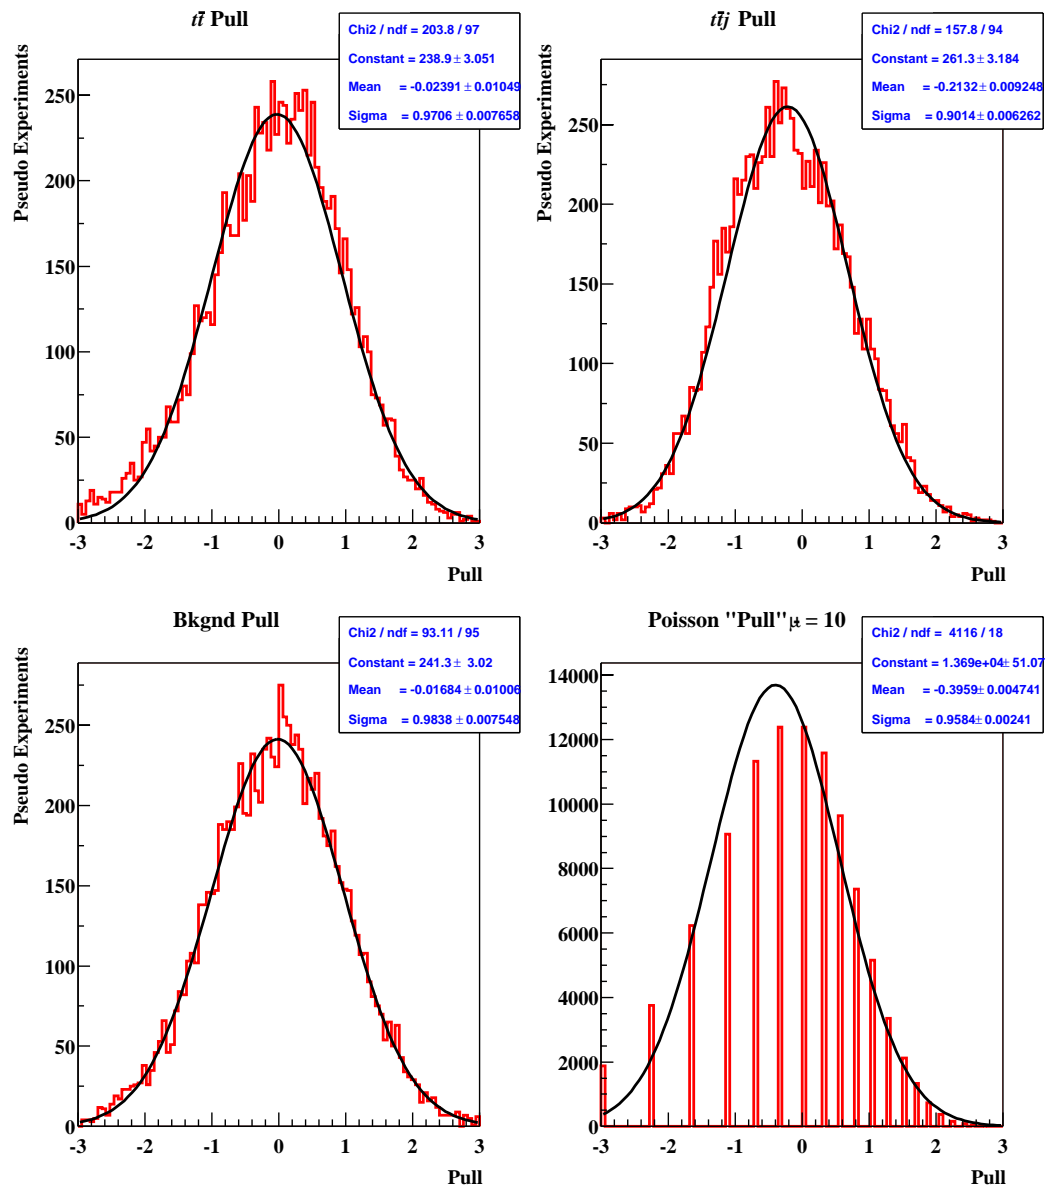 tt̄ Pull
Chi2 / ndf = 203.8 / 97
Constant = 238.9 ± 3.051
Mean = -0.02391 ± 0.01049
Sigma = 0.9706 ± 0.007658
Pseudo Experiments
250
200
150
100
50
0
-3 -2 -1 0 1 2 3
Pull
tt̄j Pull
Chi2 / ndf = 157.8 / 94
Constant = 261.3 ± 3.184
Mean = -0.2132 ± 0.009248
Sigma = 0.9014 ± 0.006262
Pseudo Experiments
250
200
150
100
50
0
-3 -2 -1 0 1 2 3
Pull
Bkgnd Pull
Chi2 / ndf = 93.11 / 95
Constant = 241.3 ± 3.02
Mean = -0.01684 ± 0.01006
Sigma = 0.9838 ± 0.007548
Pseudo Experiments
250
200
150
100
50
0
-3 -2 -1 0 1 2 3
Pull
Poisson "Pull" = 10
Chi2 / ndf = 4116 / 18
Constant = 1.369e+04 ± 51.07
Mean = -0.3959 ± 0.004741
Sigma = 0.9584 ± 0.00241
14000
12000
10000
8000
6000
4000
2000
0
-3 -2 -1 0 1 2 3
Pull